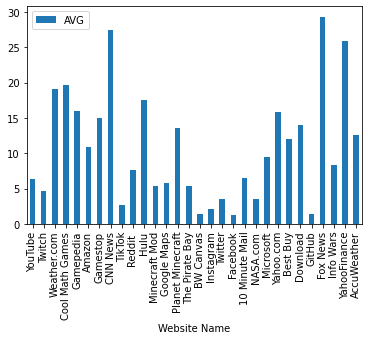 AVG
30
25
20
15
10
5
0
YouTube
Twitch
Weather.com
Cool Math Games
Gamepedia
Amazon
Gamestop
CNN News
TikTok
Reddit
Hulu
Minecraft Mod
Google Maps
Planet Minecraft
The Pirate Bay
BW Canvas
Instagram
Twitter
Facebook
10 Minute Mail
NASA.com
Microsoft
Yahoo.com
Best Buy
Download
GitHub
Fox News
Info Wars
YahooFinance
AccuWeather
Website Name